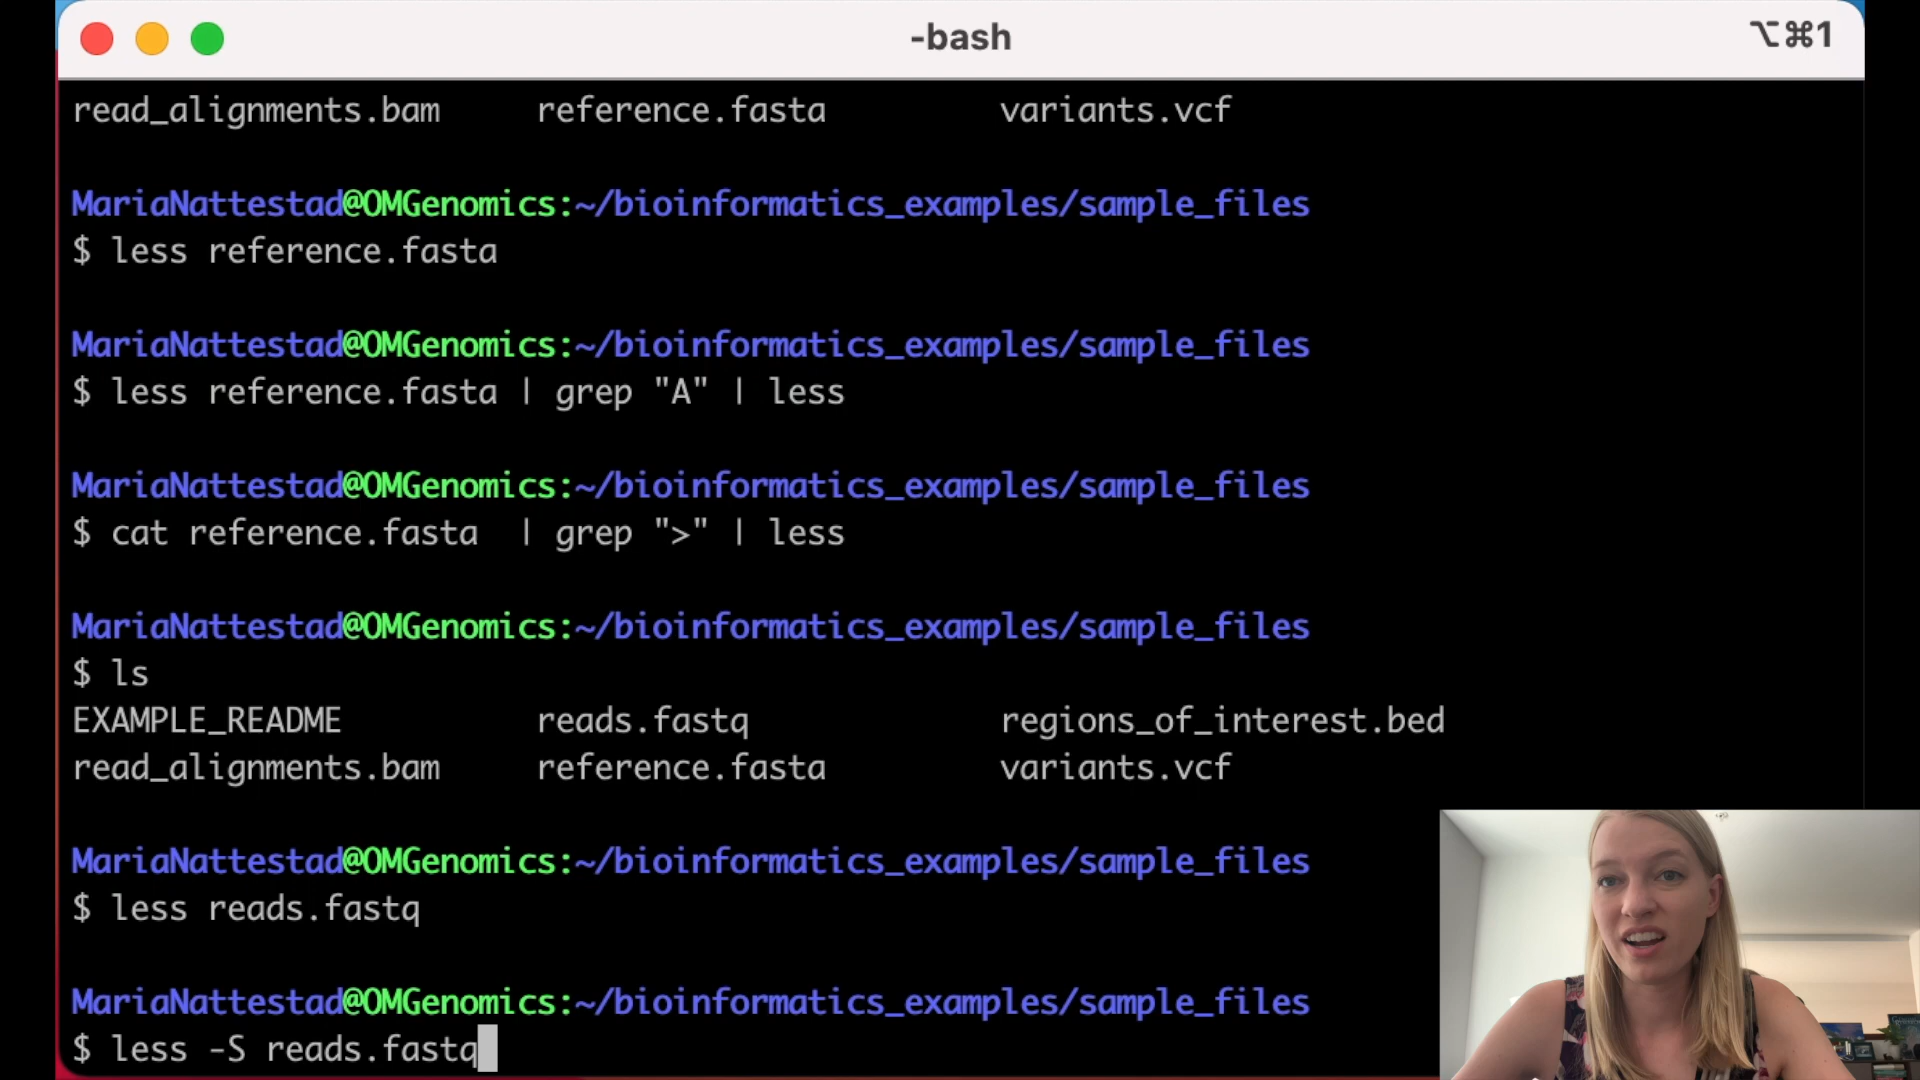 -bash
⌥⌘1
read_alignments.bam reference.fasta variants.vcf
MariaNattestad@OMGenomics:~/bioinformatics_examples/sample_files
$ less reference.fasta
MariaNattestad@OMGenomics:~/bioinformatics_examples/sample_files
$ less reference.fasta | grep "A" | less
MariaNattestad@OMGenomics:~/bioinformatics_examples/sample_files
$ cat reference.fasta  | grep ">" | less
MariaNattestad@OMGenomics:~/bioinformatics_examples/sample_files
$ ls
EXAMPLE_README reads.fastq regions_of_interest.bed
read_alignments.bam reference.fasta variants.vcf
MariaNattestad@OMGenomics:~/bioinformatics_examples/sample_files
$ less reads.fastq
MariaNattestad@OMGenomics:~/bioinformatics_examples/sample_files
$ less -S reads.fastq